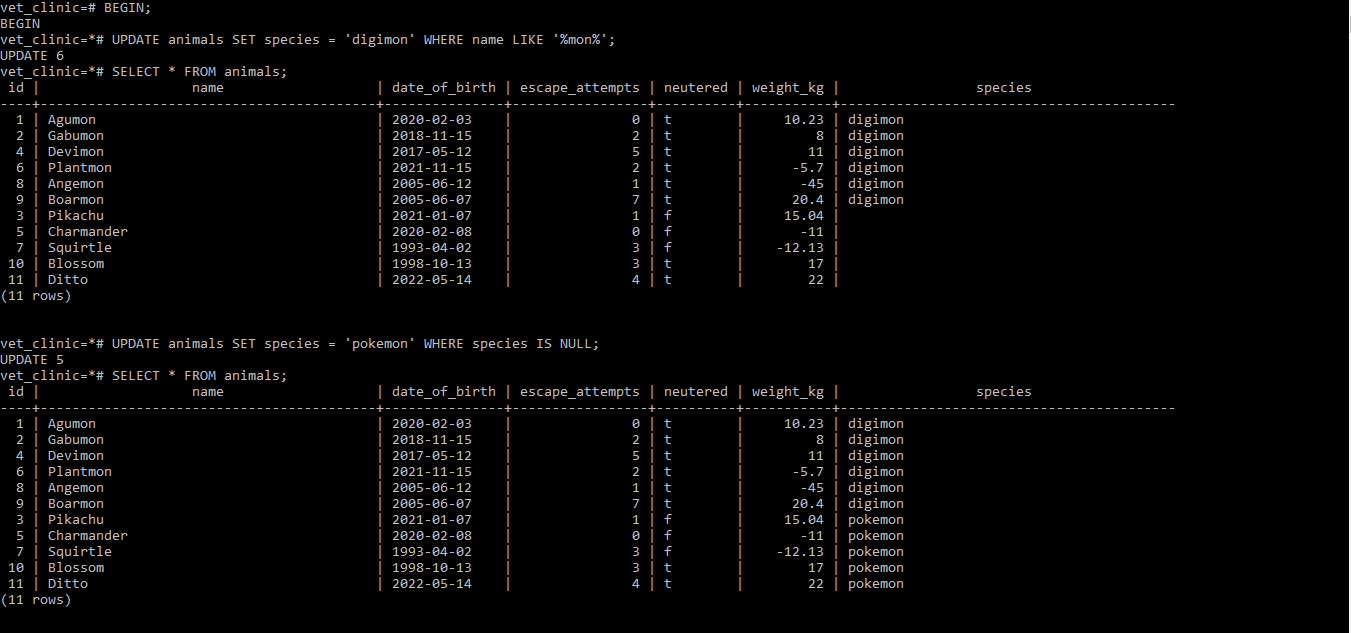 vet_clinic=# BEGIN;
BEGIN
vet_clinic=*# UPDATE animals SET species = 'digimon' WHERE name LIKE '%mon%';
UPDATE 6
vet_clinic=*# SELECT * FROM animals;
 id |                   name                   | date_of_birth | escape_attempts | neutered | weight_kg |                 species
----+------------------------------------------+---------------+-----------------+----------+-----------+------------------------------------------
  1 | Agumon                                   | 2020-02-03    |               0 | t        |     10.23 | digimon
  2 | Gabumon                                  | 2018-11-15    |               2 | t        |         8 | digimon
  4 | Devimon                                  | 2017-05-12    |               5 | t        |        11 | digimon
  6 | Plantmon                                 | 2021-11-15    |               2 | t        |      -5.7 | digimon
  8 | Angemon                                  | 2005-06-12    |               1 | t        |       -45 | digimon
  9 | Boarmon                                  | 2005-06-07    |               7 | t        |      20.4 | digimon
  3 | Pikachu                                  | 2021-01-07    |               1 | f        |     15.04 |
  5 | Charmander                               | 2020-02-08    |               0 | f        |       -11 |
  7 | Squirtle                                 | 1993-04-02    |               3 | f        |    -12.13 |
 10 | Blossom                                  | 1998-10-13    |               3 | t        |        17 |
 11 | Ditto                                    | 2022-05-14    |               4 | t        |        22 |
(11 rows)
vet_clinic=*# UPDATE animals SET species = 'pokemon' WHERE species IS NULL;
UPDATE 5
vet_clinic=*# SELECT * FROM animals;
 id |                   name                   | date_of_birth | escape_attempts | neutered | weight_kg |                 species
----+------------------------------------------+---------------+-----------------+----------+-----------+------------------------------------------
  1 | Agumon                                   | 2020-02-03    |               0 | t        |     10.23 | digimon
  2 | Gabumon                                  | 2018-11-15    |               2 | t        |         8 | digimon
  4 | Devimon                                  | 2017-05-12    |               5 | t        |        11 | digimon
  6 | Plantmon                                 | 2021-11-15    |               2 | t        |      -5.7 | digimon
  8 | Angemon                                  | 2005-06-12    |               1 | t        |       -45 | digimon
  9 | Boarmon                                  | 2005-06-07    |               7 | t        |      20.4 | digimon
  3 | Pikachu                                  | 2021-01-07    |               1 | f        |     15.04 | pokemon
  5 | Charmander                               | 2020-02-08    |               0 | f        |       -11 | pokemon
  7 | Squirtle                                 | 1993-04-02    |               3 | f        |    -12.13 | pokemon
 10 | Blossom                                  | 1998-10-13    |               3 | t        |        17 | pokemon
 11 | Ditto                                    | 2022-05-14    |               4 | t        |        22 | pokemon
(11 rows)